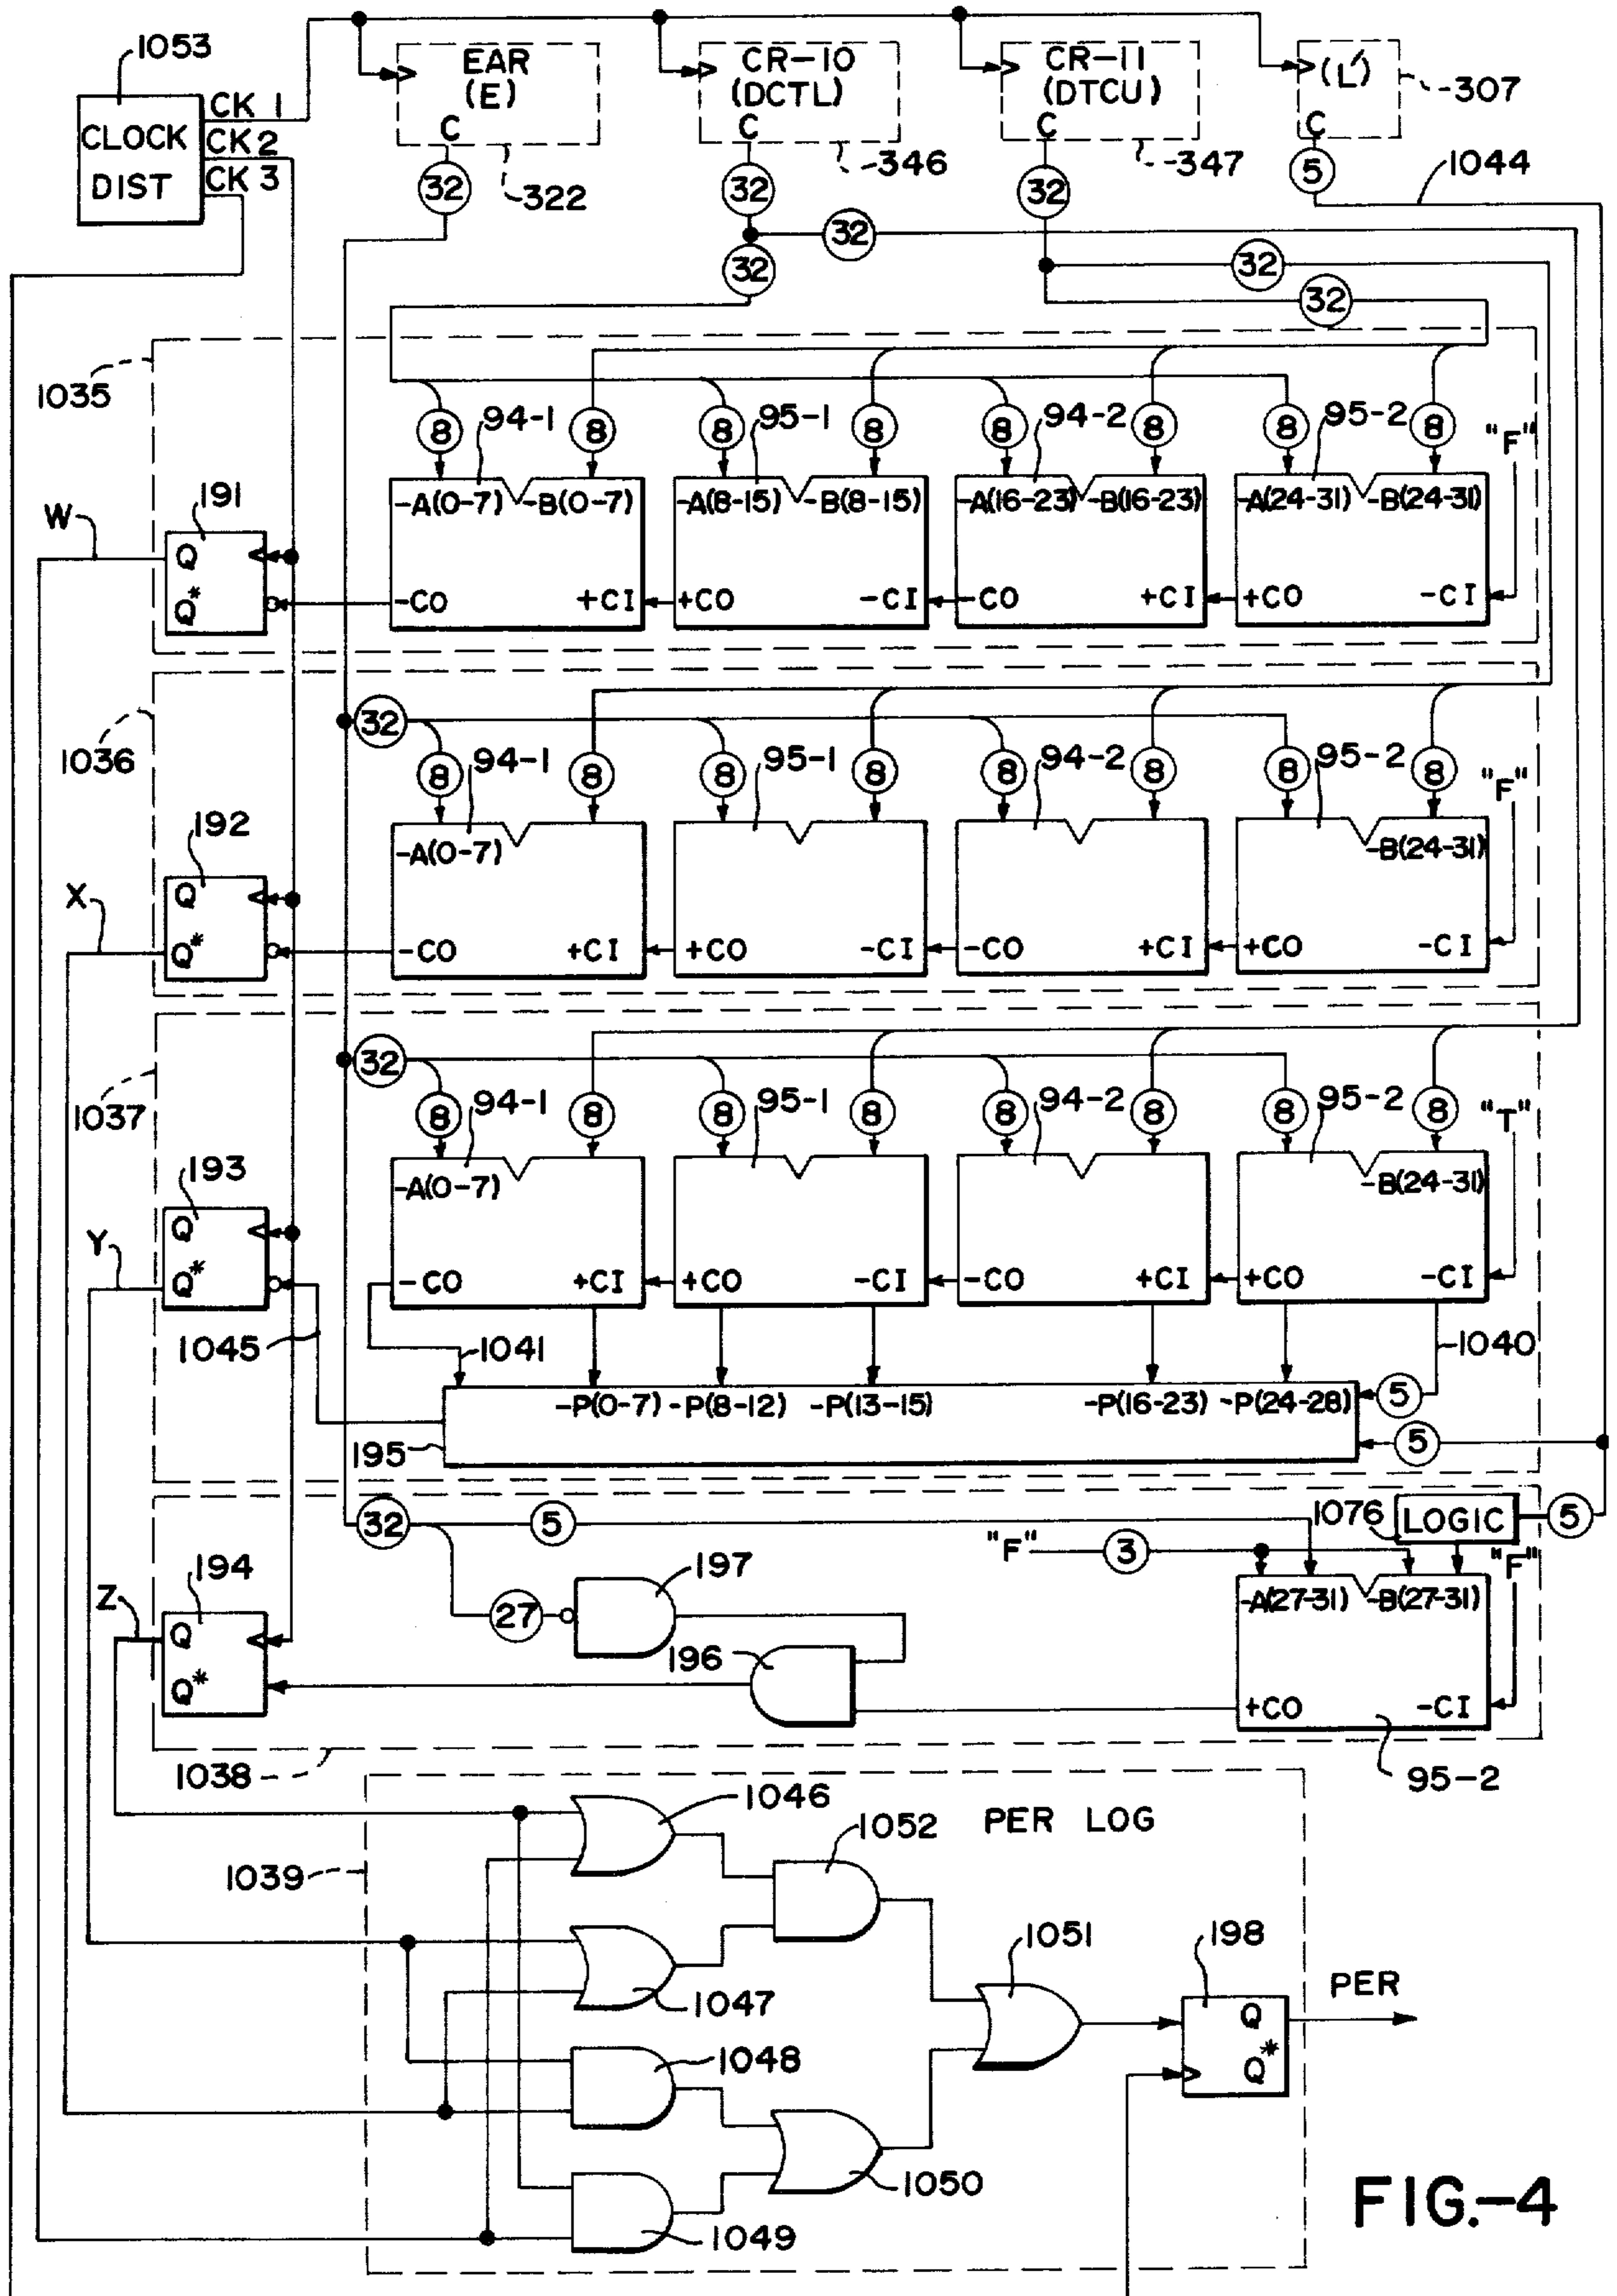 1053
CK 1
CK 2
CK 3
CLOCK
DIST
EAR
(E)
C
322
CR-10
(DCTL)
C
346
CR-11
(DTCU)
C
347
(L')
C
307
32
32
32
5
1044
32
32
32
32
1035
8
94-1
8
8
95-1
8
8
94-2
8
8
95-2
8
"F"
-A(0-7)
-B(0-7)
-A(8-15)
-B(8-15)
-A(16-23)
-B(16-23)
-A(24-31)
-B(24-31)
W
191
Q
Q*
-CO
+CI
+CO
-CI
-CO
+CI
+CO
-CI
1036
32
8
94-1
8
8
95-1
8
8
94-2
8
8
95-2
8
"F"
-A(0-7)
-B(24-31)
X
192
Q
Q*
-CO
+CI
+CO
-CI
-CO
+CI
+CO
-CI
1037
32
8
94-1
8
8
95-1
8
8
94-2
8
8
95-2
8
"T"
-A(0-7)
-B(24-31)
Y
193
Q
Q*
-CO
+CI
+CO
-CI
-CO
+CI
+CO
-CI
1045
1041
1040
-P(0-7)
-P(8-12)
-P(13-15)
-P(16-23)
-P(24-28)
5
195
5
32
5
"F"
3
1076
LOGIC
5
"F"
197
27
-A(27-31)
-B(27-31)
Z
194
Q
Q*
196
+CO
-CI
1038
95-2
1046
1052
PER LOG
1039
1047
1051
198
PER
Q
Q*
1048
1050
1049
FIG.-4